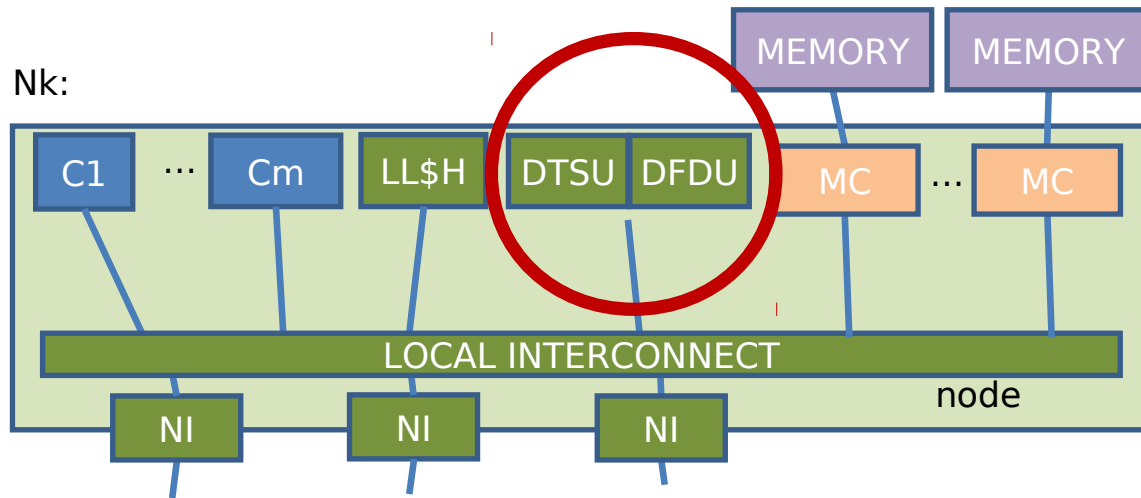 MEMORY MEMORY
Nk:
C1 ... Cm LL$H DTSU DFDU MC ... MC
LOCAL INTERCONNECT
node
NI NI NI